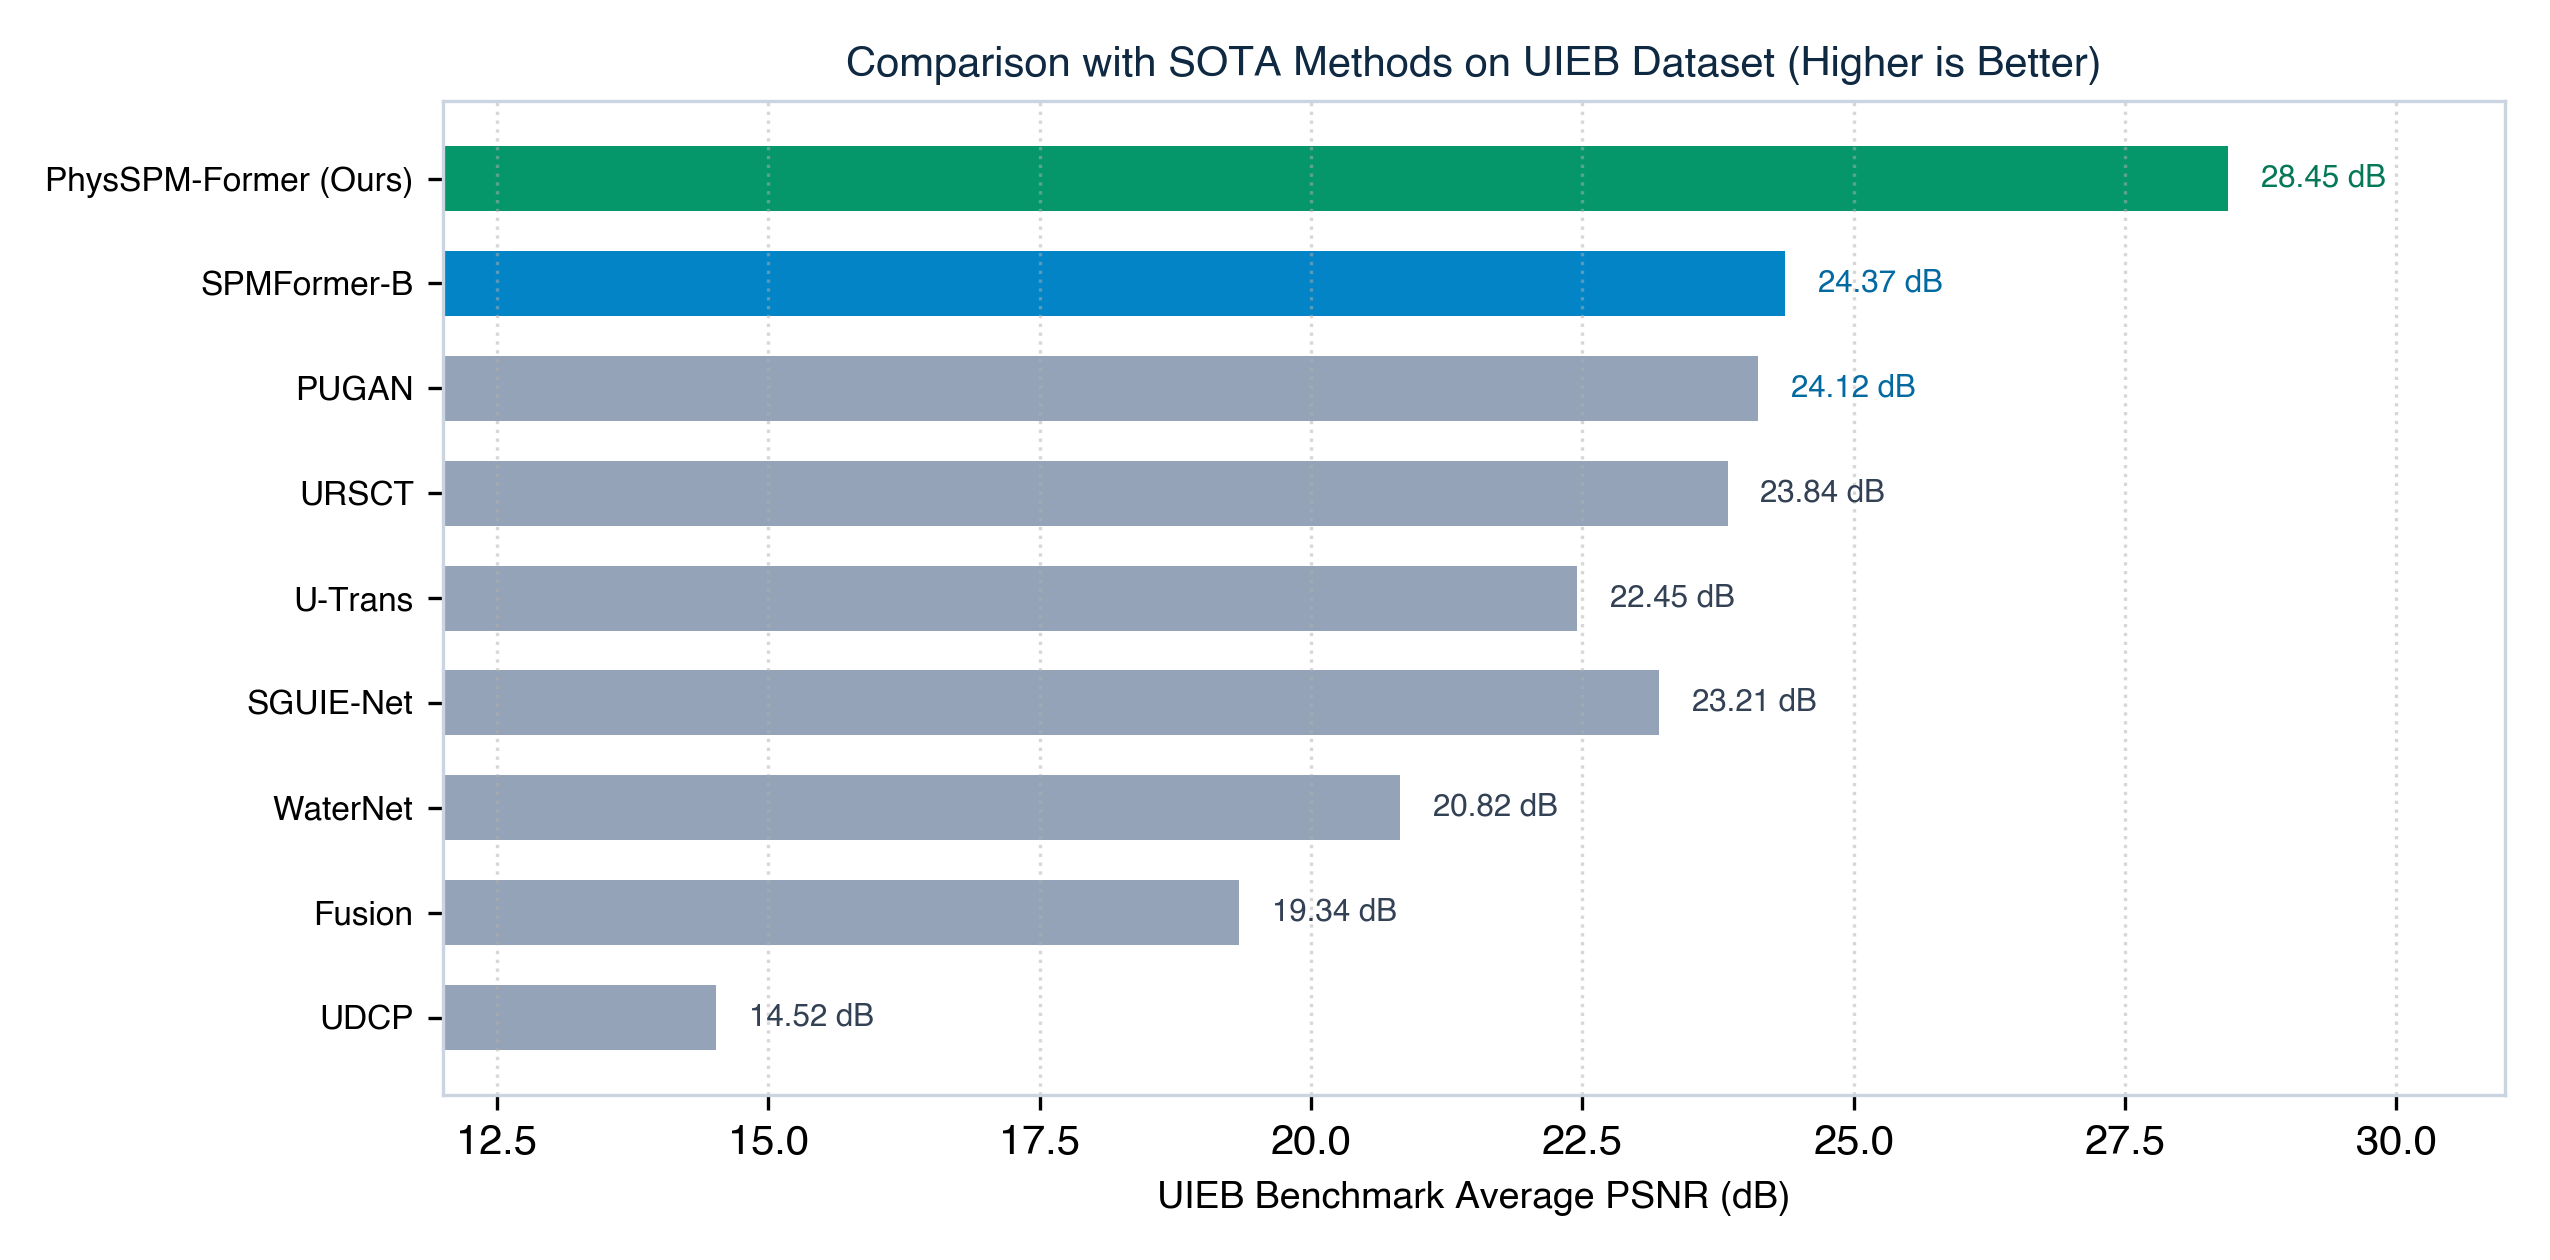 Comparison with SOTA Methods on UIEB Dataset (Higher is Better)
PhysSPM-Former (Ours) 28.45 dB
SPMFormer-B 24.37 dB
PUGAN 24.12 dB
URSCT 23.84 dB
U-Trans 22.45 dB
SGUIE-Net 23.21 dB
WaterNet 20.82 dB
Fusion 19.34 dB
UDCP 14.52 dB
12.5 15.0 17.5 20.0 22.5 25.0 27.5 30.0
UIEB Benchmark Average PSNR (dB)